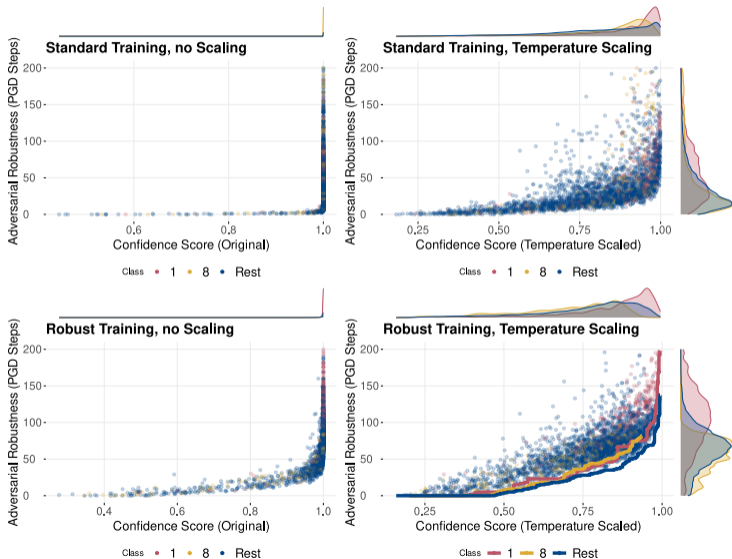 Standard Training, no Scaling
Adversarial Robustness (PGD Steps)
200
150
100
50
0
0.6 0.8 1.0
Confidence Score (Original)
Class 1 8 Rest
Standard Training, Temperature Scaling
Adversarial Robustness (PGD Steps)
200
150
100
50
0
0.25 0.50 0.75 1.00
Confidence Score (Temperature Scaled)
Class 1 8 Rest
Robust Training, no Scaling
Adversarial Robustness (PGD Steps)
200
150
100
50
0
0.4 0.6 0.8 1.0
Confidence Score (Original)
Class 1 8 Rest
Robust Training, Temperature Scaling
Adversarial Robustness (PGD Steps)
200
150
100
50
0
0.25 0.50 0.75 1.00
Confidence Score (Temperature Scaled)
Class 1 8 Rest